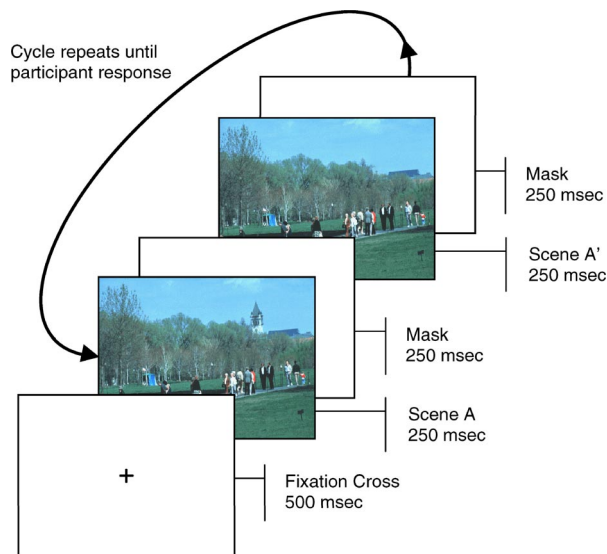 Cycle repeats until
participant response
Mask
250 msec
Scene A'
250 msec
Mask
250 msec
Scene A
250 msec
+
Fixation Cross
500 msec